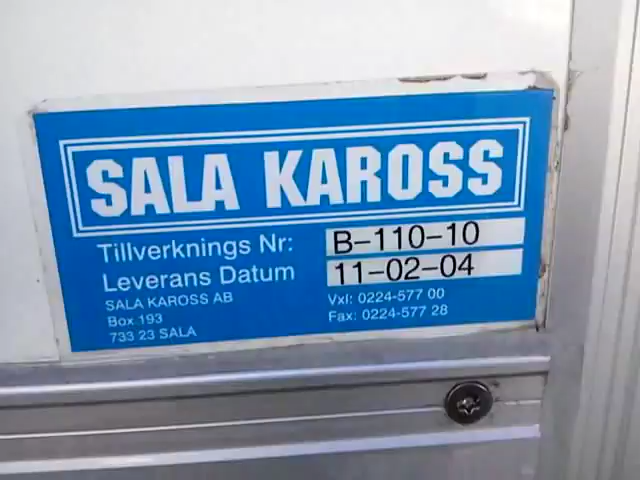 SALA KAROSS
Tillverknings Nr: B-110-10
Leverans Datum 11-02-04
SALA KAROSS AB Vxl: 0224-577 00
Box 193 Fax: 0224-577 28
733 23 SALA